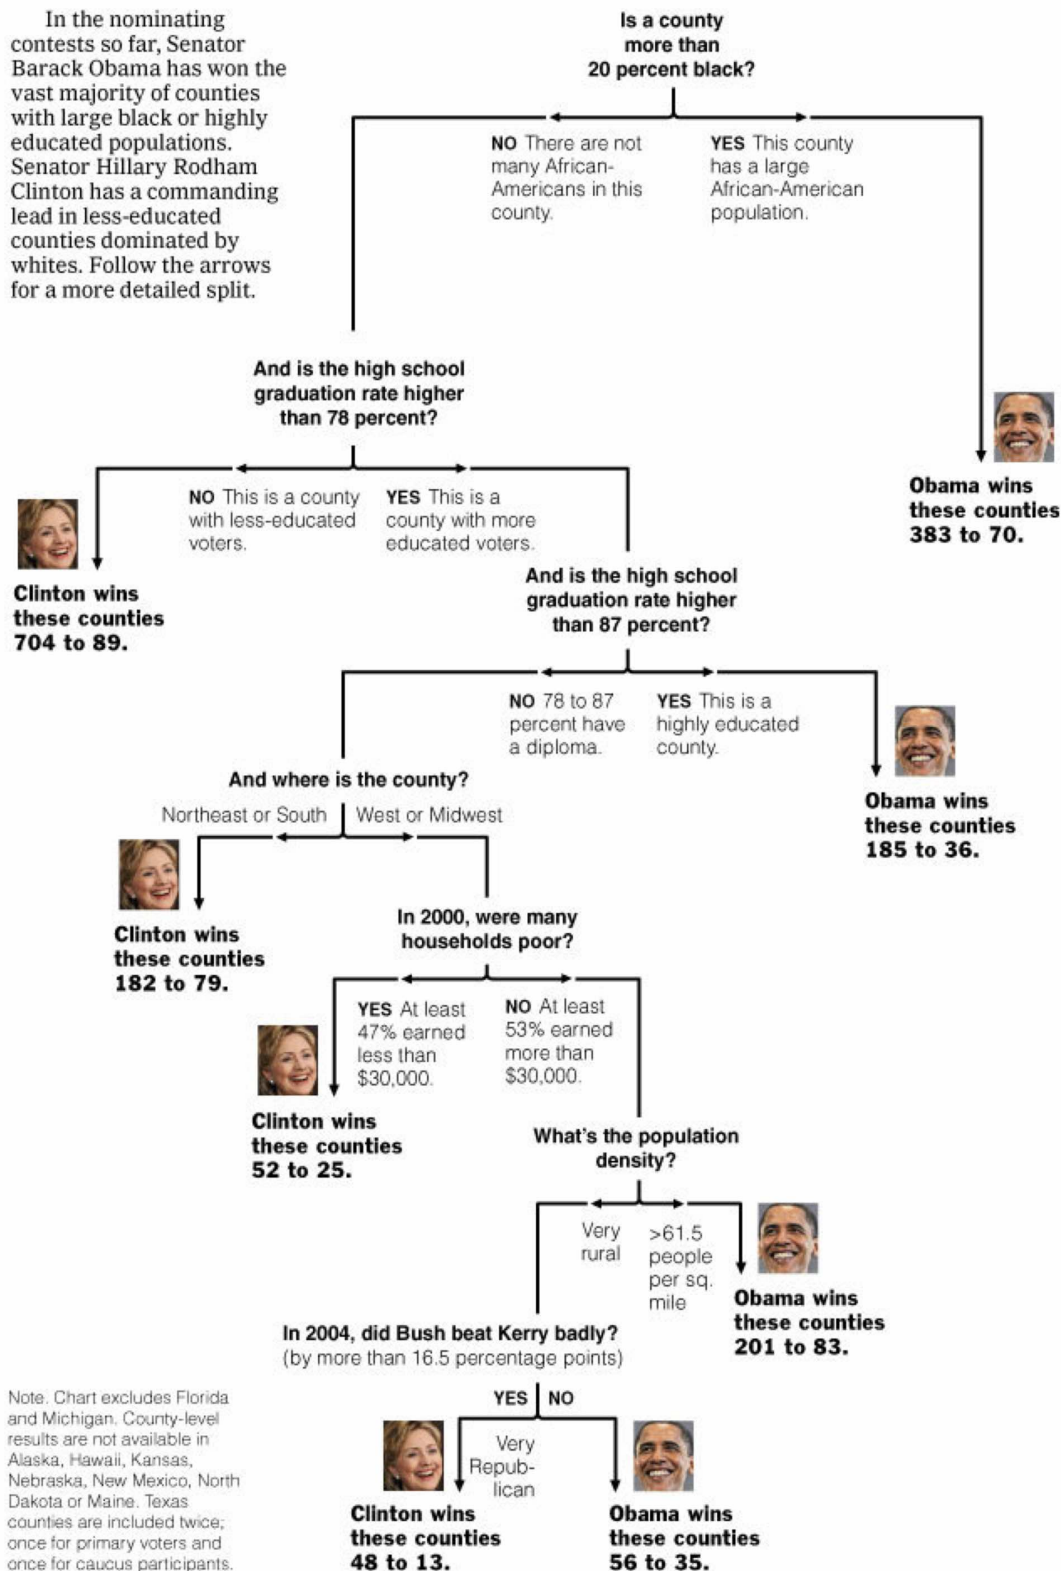 In the nominating
contests so far, Senator
Barack Obama has won the
vast majority of counties
with large black or highly
educated populations.
Senator Hillary Rodham
Clinton has a commanding
lead in less-educated
counties dominated by
whites. Follow the arrows
for a more detailed split.
Is a county
more than
20 percent black?
NO There are not
many African-
Americans in this
county.
YES This county
has a large
African-American
population.
And is the high school
graduation rate higher
than 78 percent?
Obama wins
these counties
383 to 70.
NO This is a county
with less-educated
voters.
YES This is a
county with more
educated voters.
Clinton wins
these counties
704 to 89.
And is the high school
graduation rate higher
than 87 percent?
NO 78 to 87
percent have
a diploma.
YES This is a
highly educated
county.
Obama wins
these counties
185 to 36.
And where is the county?
Northeast or South
West or Midwest
Clinton wins
these counties
182 to 79.
In 2000, were many
households poor?
YES At least
47% earned
less than
$30,000.
NO At least
53% earned
more than
$30,000.
Clinton wins
these counties
52 to 25.
What's the population
density?
Very
rural
>61.5
people
per sq.
mile
Obama wins
these counties
201 to 83.
In 2004, did Bush beat Kerry badly?
(by more than 16.5 percentage points)
YES
NO
Very
Repub-
lican
Clinton wins
these counties
48 to 13.
Obama wins
these counties
56 to 35.
Note. Chart excludes Florida
and Michigan. County-level
results are not available in
Alaska, Hawaii, Kansas,
Nebraska, New Mexico, North
Dakota or Maine. Texas
counties are included twice;
once for primary voters and
once for caucus participants.